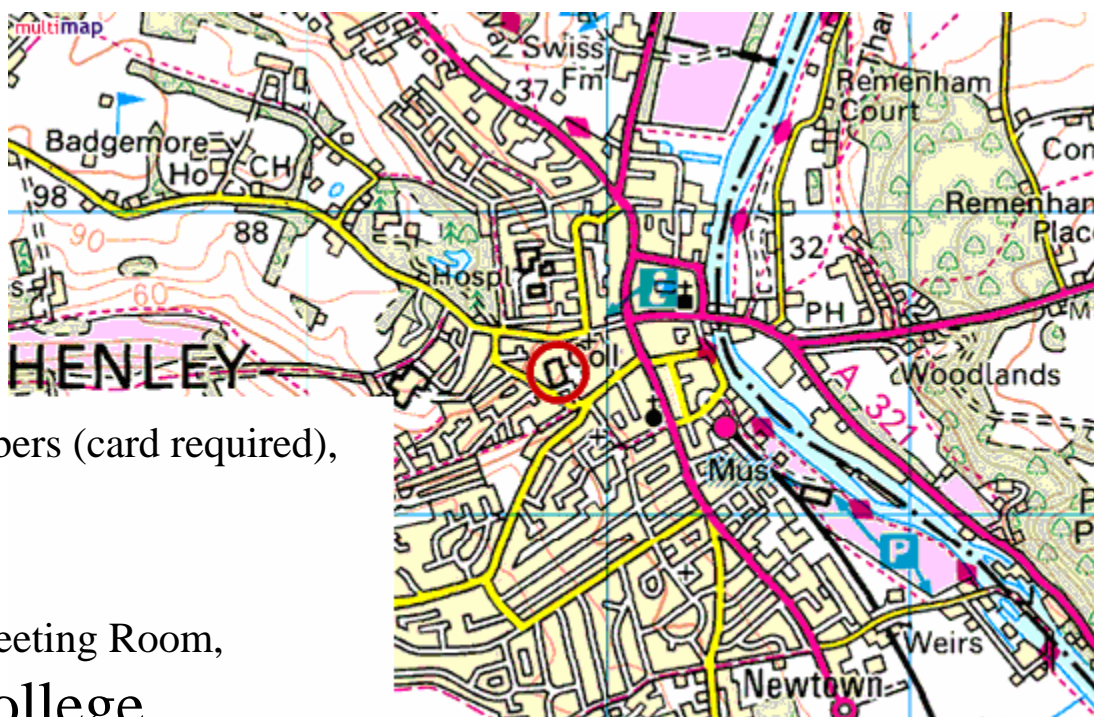 multimap
Swiss
Fm
37
Remenham
Court
Badgemore
Ho
CH
98
88
90
60
Hospl
32
Remenham
Place
PH
HENLEY
Coll
Woodlands
A 321
Mus
P
Weirs
Newtown
bers (card required),
eeting Room,
ollege